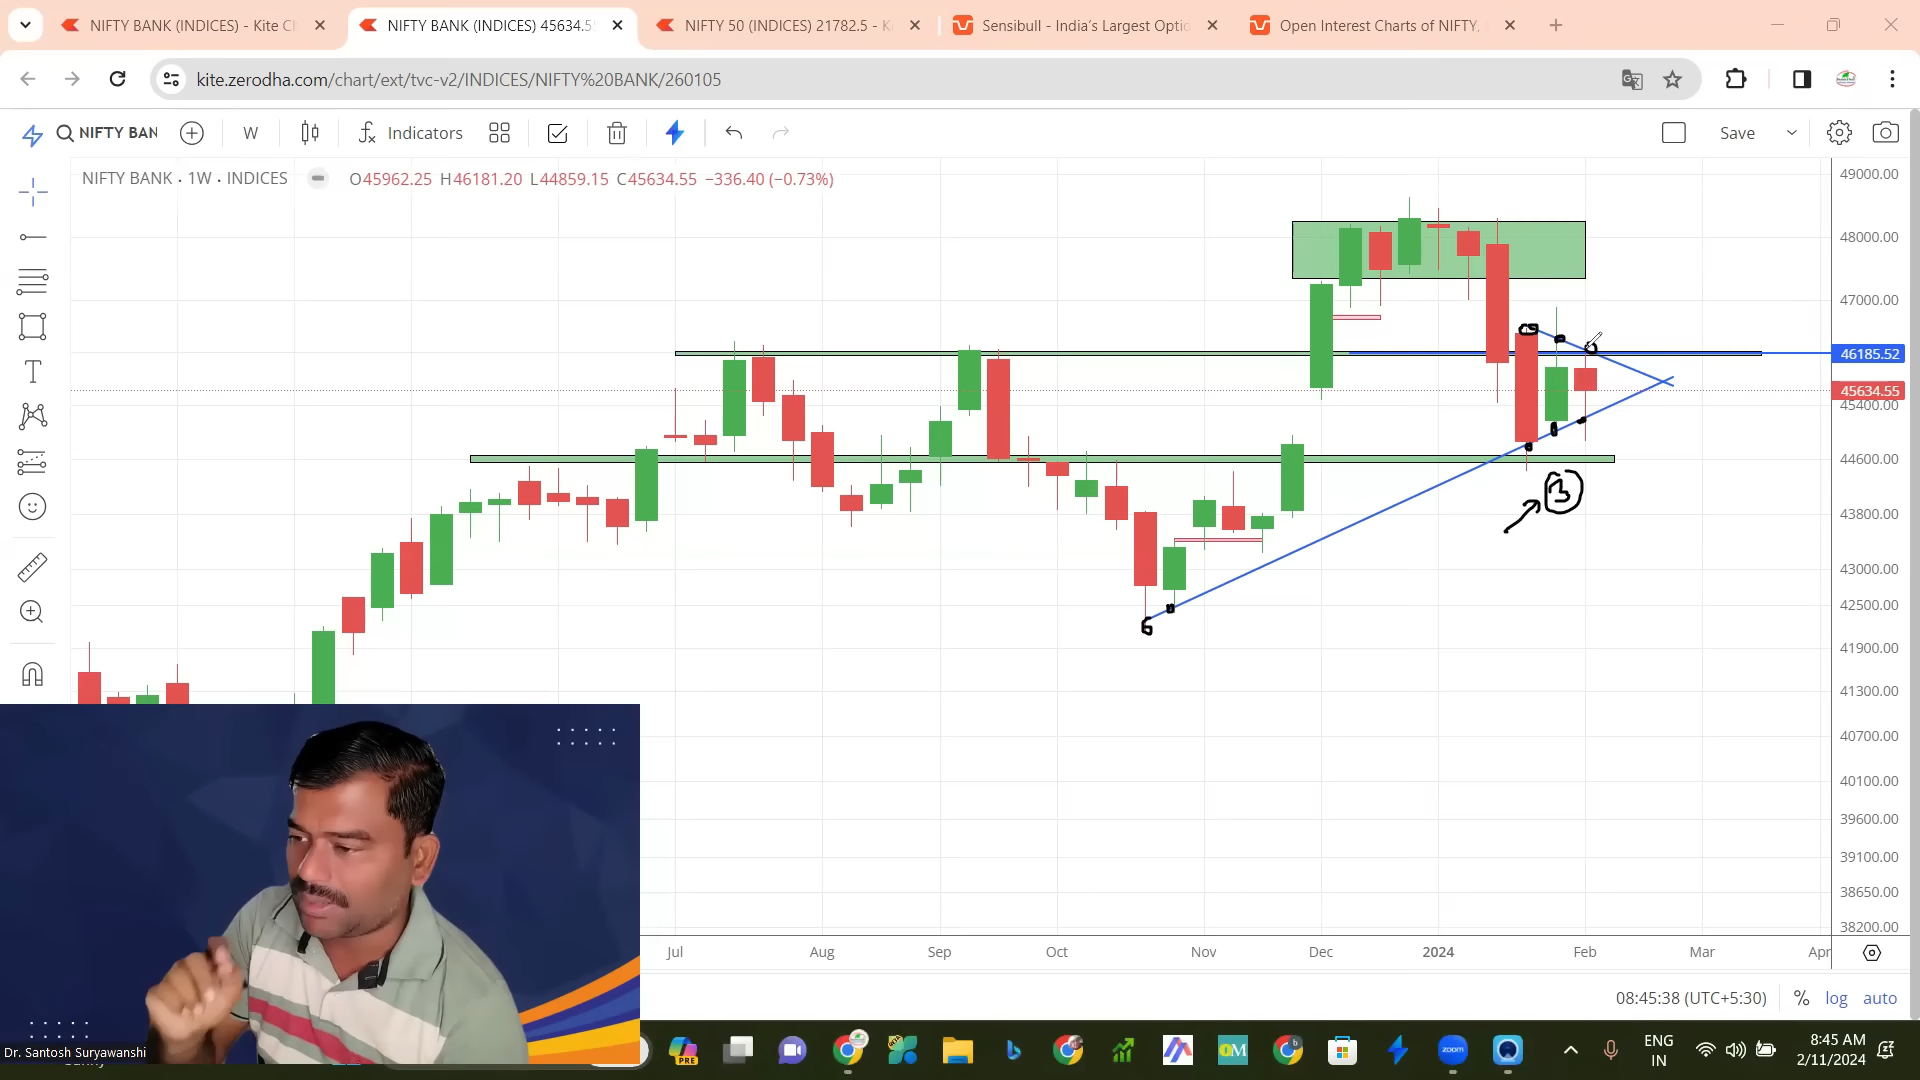 NIFTY BANK (INDICES) - Kite C
NIFTY BANK (INDICES) 45634.5
NIFTY 50 (INDICES) 21782.5 - K
Sensibull - India's Largest Optio
Open Interest Charts of NIFTY,
kite.zerodha.com/chart/ext/tvc-v2/INDICES/NIFTY%20BANK/260105
NIFTY BAN
W
Indicators
Save
NIFTY BANK · 1W · INDICES
O45962.25 H46181.20 L44859.15 C45634.55 −336.40 (−0.73%)
49000.00
48000.00
47000.00
46185.52
45634.55
45400.00
44600.00
43800.00
43000.00
42500.00
41900.00
41300.00
40700.00
40100.00
39600.00
39100.00
38650.00
38200.00
Jul
Aug
Sep
Oct
Nov
Dec
2024
Feb
Mar
Apr
08:45:38 (UTC+5:30)
%
log
auto
Dr. Santosh Suryawanshi
PRE
OM
zoom
ENG
IN
8:45 AM
2/11/2024